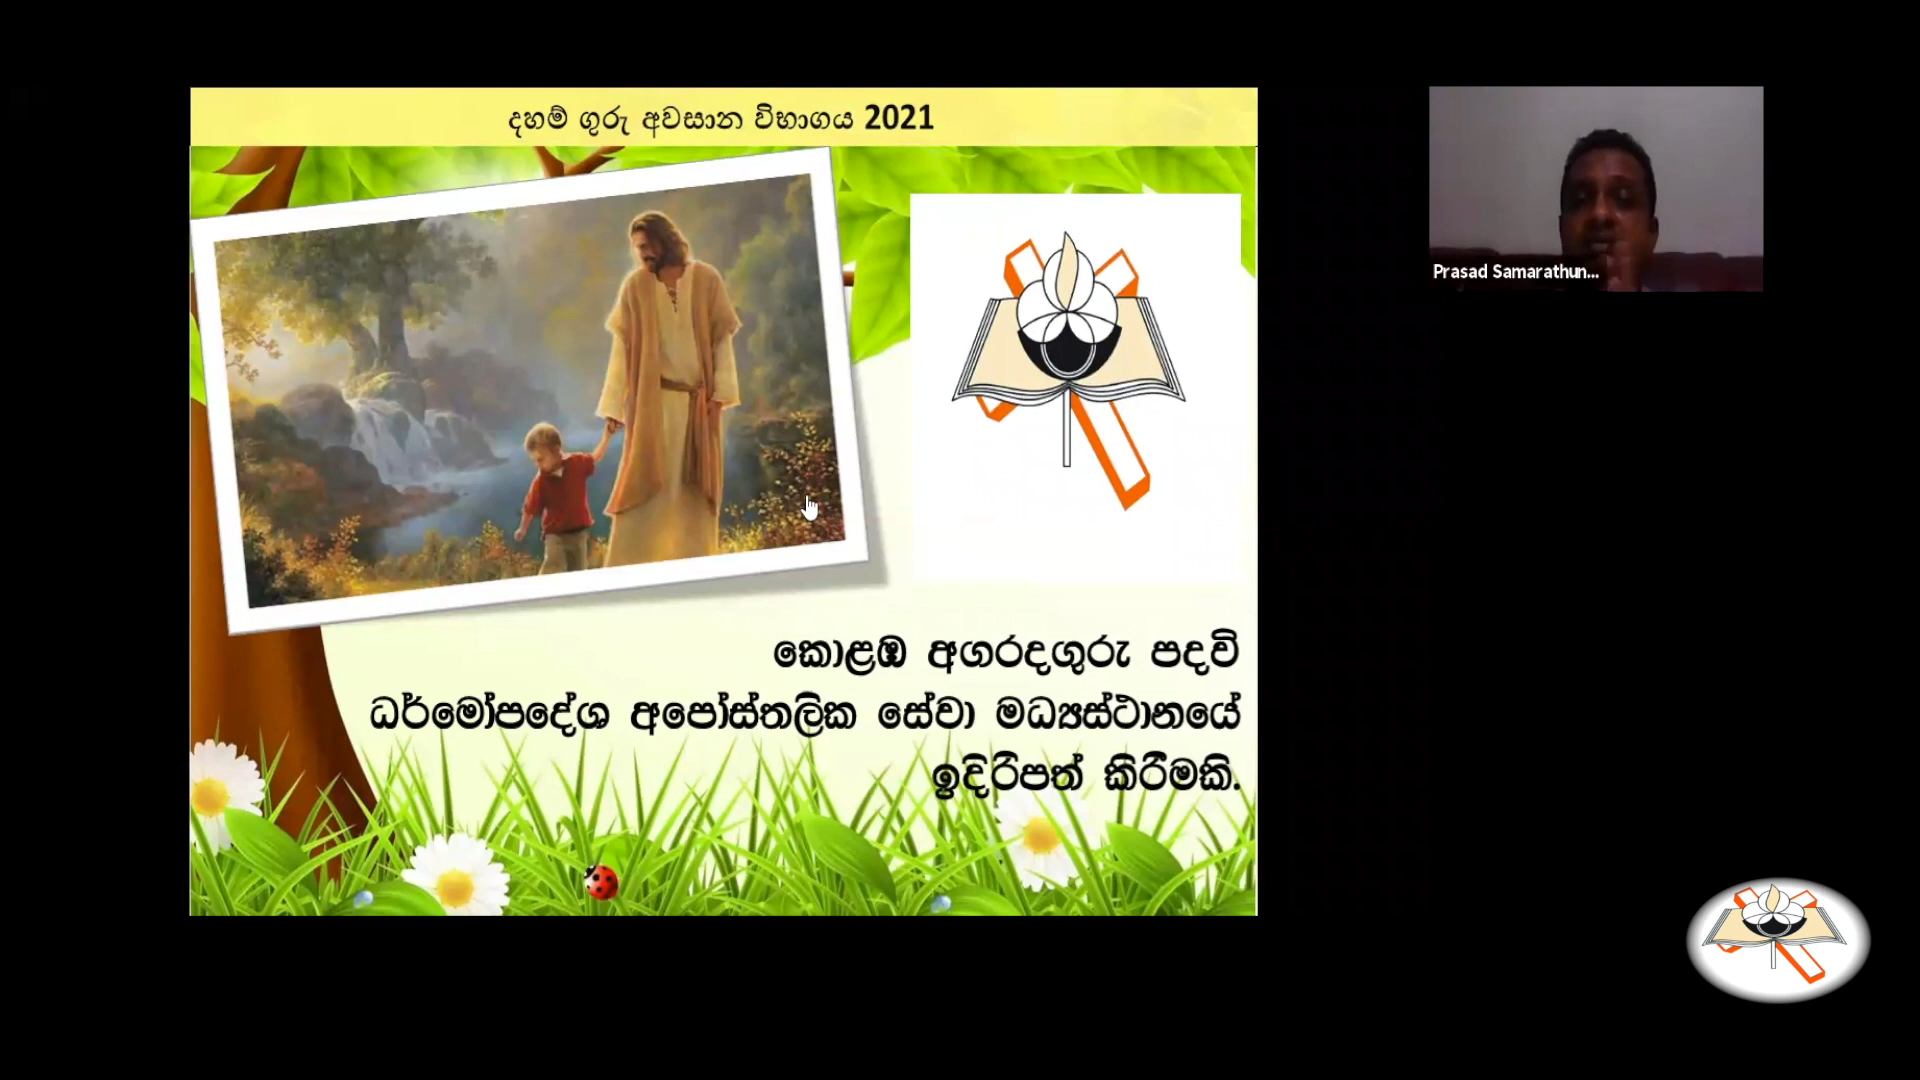 දහම් ගුරු අවසාන විභාගය 2021
Prasad Samarathun...
කොළඹ අගරදගුරු පදවි
ධර්මෝපදේශ අපෝස්තලික සේවා මධ්‍යස්ථානයේ
ඉදිරිපත් කිරීමකි.